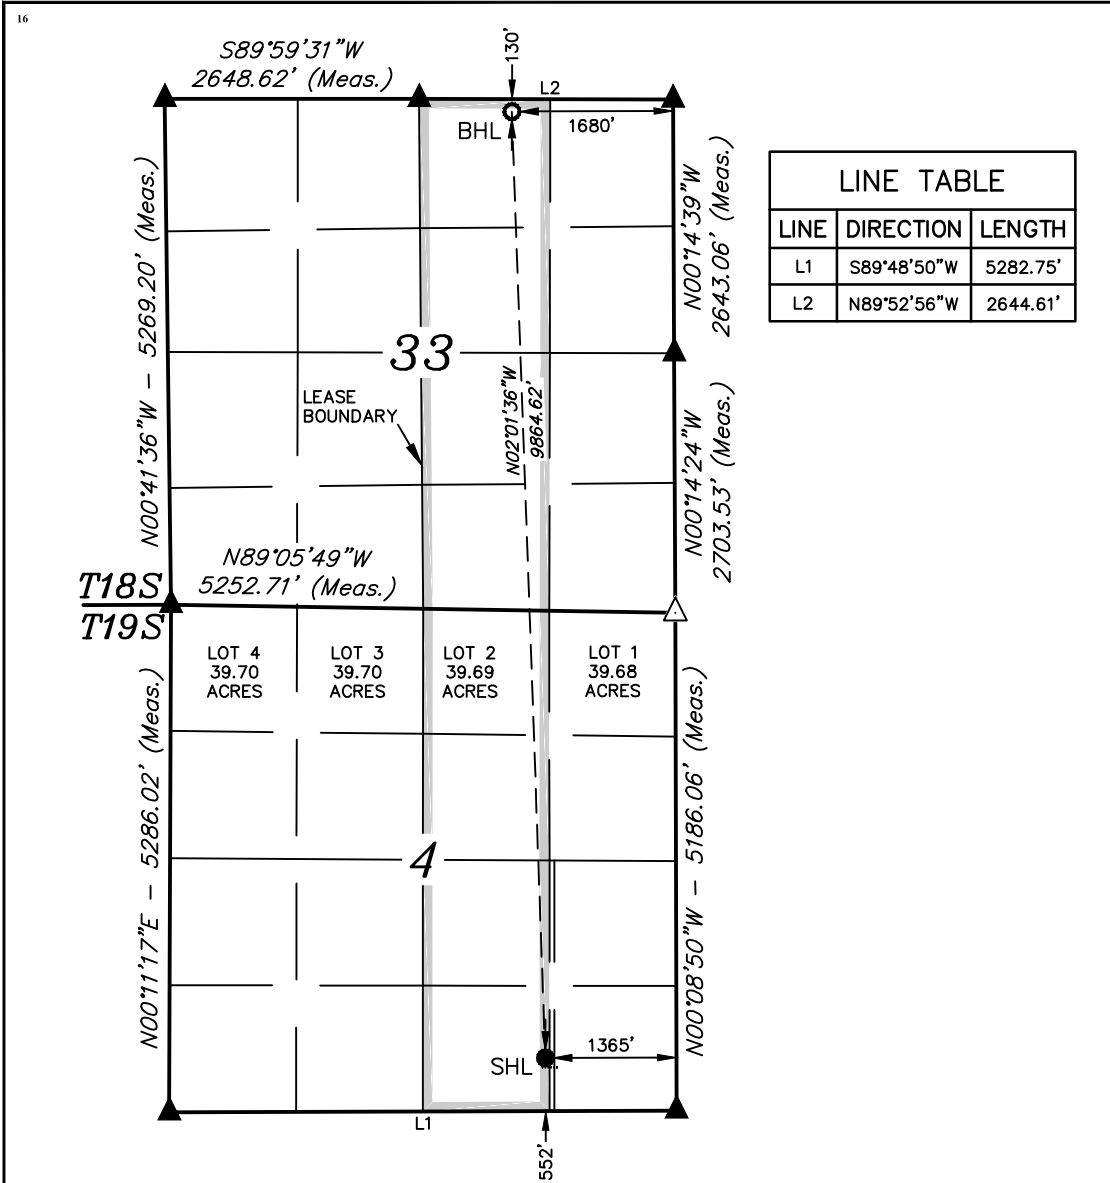 16
S89°59'31"W
2648.62' (Meas.)
130'
L2
BHL
1680'
N00°41'36"W - 5269.20' (Meas.)
N00°14'39"W
2643.06' (Meas.)
LINE TABLE
LINE DIRECTION LENGTH
L1 S89°48'50"W 5282.75'
L2 N89°52'56"W 2644.61'
33
LEASE
BOUNDARY
N02°01'36"W
9864.62'
N00°14'24"W
2703.53' (Meas.)
N89°05'49"W
5252.71' (Meas.)
T18S
T19S
LOT 4
39.70
ACRES
LOT 3
39.70
ACRES
LOT 2
39.69
ACRES
LOT 1
39.68
ACRES
N00°11'17"E - 5286.02' (Meas.)
N00°08'50"W - 5186.06' (Meas.)
4
SHL
1365'
L1
552'